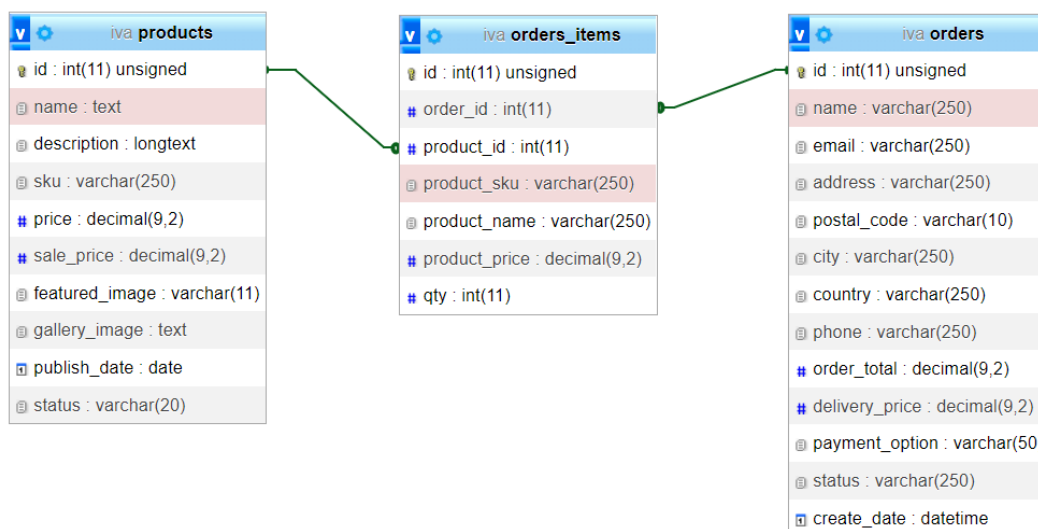 iva products
id : int(11) unsigned
name : text
description : longtext
sku : varchar(250)
price : decimal(9,2)
sale_price : decimal(9,2)
featured_image : varchar(11)
gallery_image : text
publish_date : date
status : varchar(20)
iva orders_items
id : int(11) unsigned
order_id : int(11)
product_id : int(11)
product_sku : varchar(250)
product_name : varchar(250)
product_price : decimal(9,2)
qty : int(11)
iva orders
id : int(11) unsigned
name : varchar(250)
email : varchar(250)
address : varchar(250)
postal_code : varchar(10)
city : varchar(250)
country : varchar(250)
phone : varchar(250)
order_total : decimal(9,2)
delivery_price : decimal(9,2)
payment_option : varchar(50
status : varchar(250)
create_date : datetime